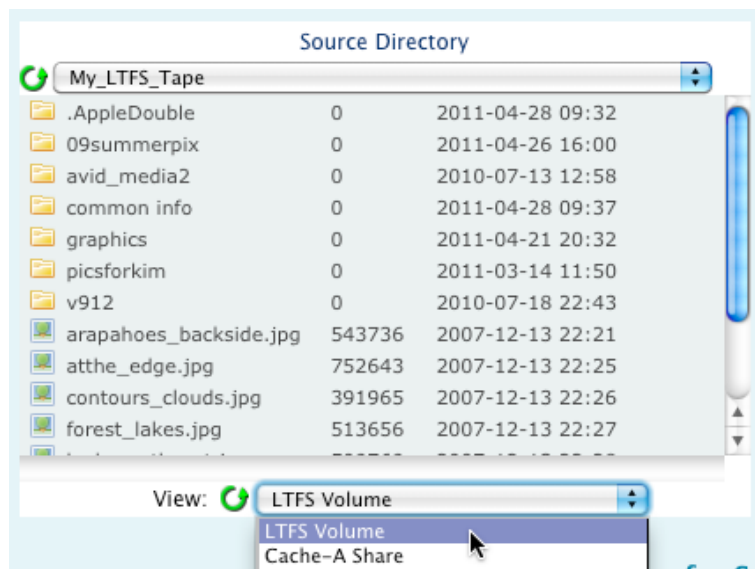 Source Directory
My_LTFS_Tape
.AppleDouble 0 2011-04-28 09:32
09summerpix 0 2011-04-26 16:00
avid_media2 0 2010-07-13 12:58
common info 0 2011-04-28 09:37
graphics 0 2011-04-21 20:32
picsforkim 0 2011-03-14 11:50
v912 0 2010-07-18 22:43
arapahoes_backside.jpg 543736 2007-12-13 22:21
atthe_edge.jpg 752643 2007-12-13 22:25
contours_clouds.jpg 391965 2007-12-13 22:26
forest_lakes.jpg 513656 2007-12-13 22:27
View: LTFS Volume
LTFS Volume
Cache-A Share